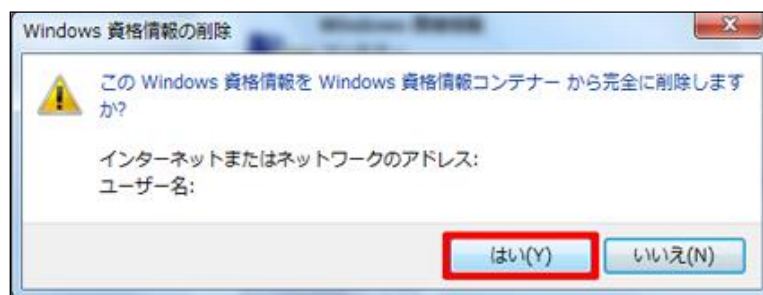 Windows 資格情報の削除
この Windows 資格情報を Windows 資格情報コンテナー から完全に削除します
か?
インターネットまたはネットワークのアドレス:
ユーザー名:
はい(Y)
いいえ(N)